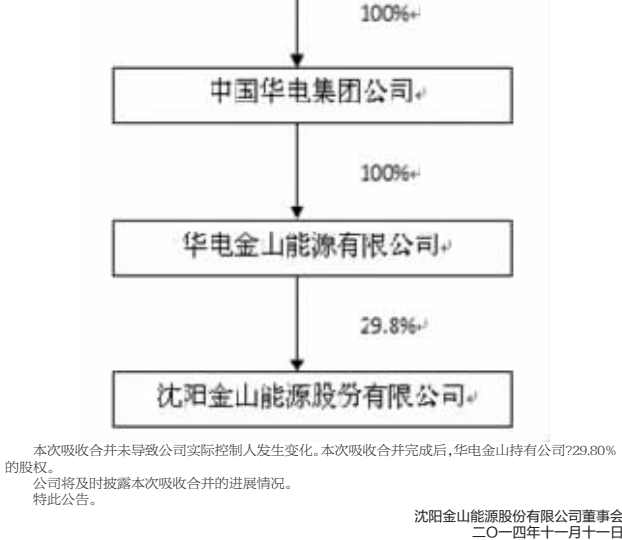 100%
中国华电集团公司
100%
华电金山能源有限公司
29.8%
沈阳金山能源股份有限公司
本次吸收合并未导致公司实际控制人发生变化。本次吸收合并完成后,华电金山持有公司?29.80%
的股权。
公司将及时披露本次吸收合并的进展情况。
特此公告。
沈阳金山能源股份有限公司董事会
二〇一四年十一月十一日